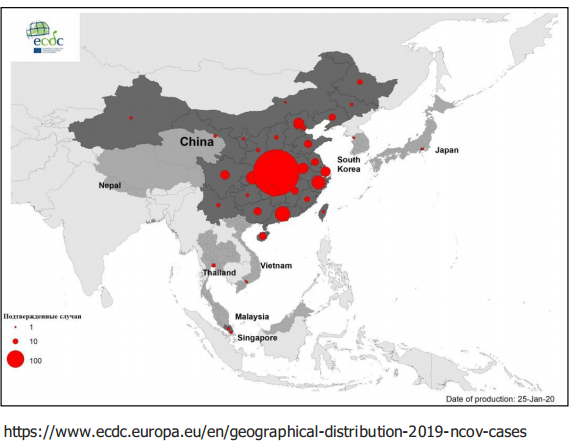 ecdc
China
Japan
South
Korea
Nepal
Vietnam
Thailand
Malaysia
Singapore
Подтвержденные случаи
1
10
100
Date of production: 25-Jan-20
https://www.ecdc.europa.eu/en/geographical-distribution-2019-ncov-cases